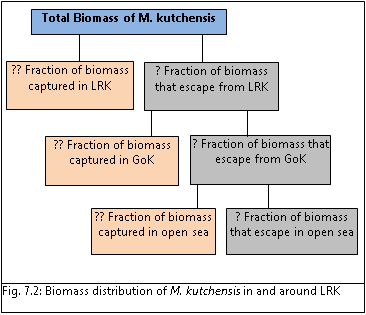 Total Biomass of M. kutchensis
?? Fraction of biomass
captured in LRK
? Fraction of biomass
that escape from LRK
?? Fraction of biomass
captured in GoK
? Fraction of biomass that
escape from GoK
?? Fraction of biomass
captured in open sea
? Fraction of biomass
that escape in open sea
Fig. 7.2: Biomass distribution of M. kutchensis in and around LRK